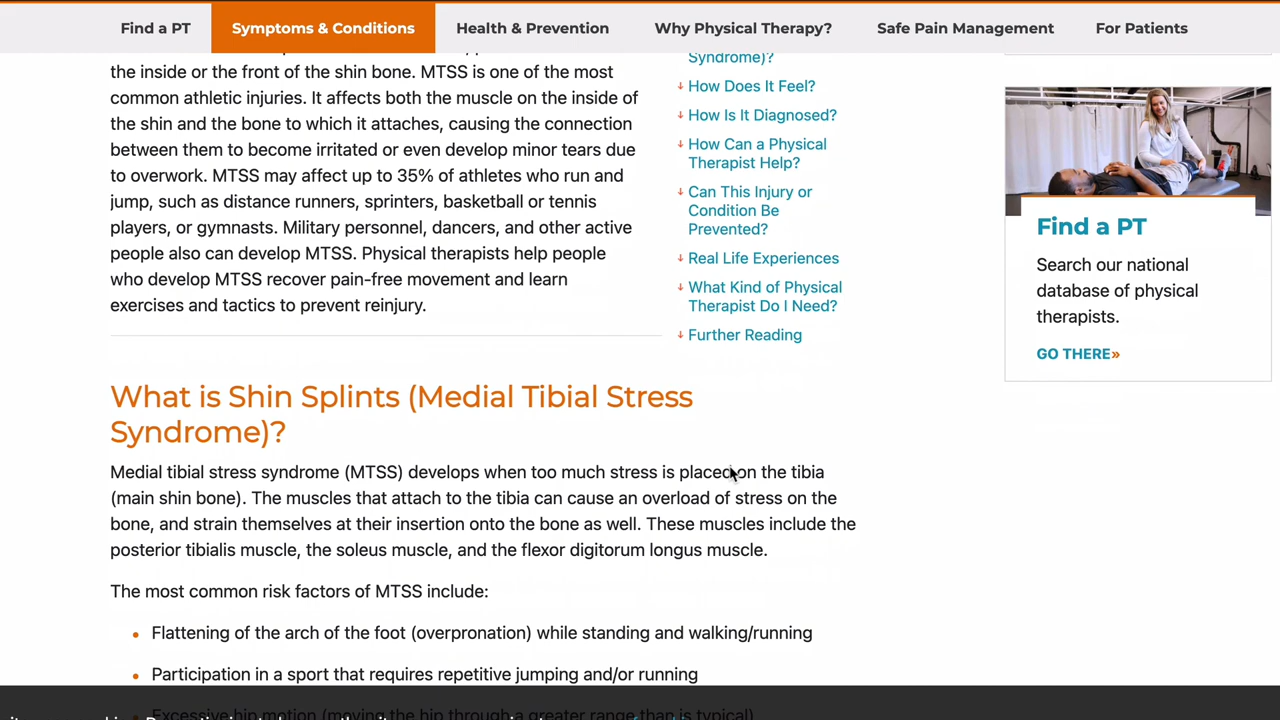 Find a PT
Symptoms & Conditions
Health & Prevention
Why Physical Therapy?
Safe Pain Management
For Patients
the inside or the front of the shin bone. MTSS is one of the most
common athletic injuries. It affects both the muscle on the inside of
the shin and the bone to which it attaches, causing the connection
between them to become irritated or even develop minor tears due
to overwork. MTSS may affect up to 35% of athletes who run and
jump, such as distance runners, sprinters, basketball or tennis
players, or gymnasts. Military personnel, dancers, and other active
people also can develop MTSS. Physical therapists help people
who develop MTSS recover pain-free movement and learn
exercises and tactics to prevent reinjury.
Syndrome)?
How Does It Feel?
How Is It Diagnosed?
How Can a Physical
Therapist Help?
Can This Injury or
Condition Be
Prevented?
Real Life Experiences
What Kind of Physical
Therapist Do I Need?
Further Reading
Find a PT
Search our national
database of physical
therapists.
GO THERE»
What is Shin Splints (Medial Tibial Stress
Syndrome)?
Medial tibial stress syndrome (MTSS) develops when too much stress is placed on the tibia
(main shin bone). The muscles that attach to the tibia can cause an overload of stress on the
bone, and strain themselves at their insertion onto the bone as well. These muscles include the
posterior tibialis muscle, the soleus muscle, and the flexor digitorum longus muscle.
The most common risk factors of MTSS include:
• Flattening of the arch of the foot (overpronation) while standing and walking/running
• Participation in a sport that requires repetitive jumping and/or running
• Excessive hip motion (moving the hip through a greater range than is typical)